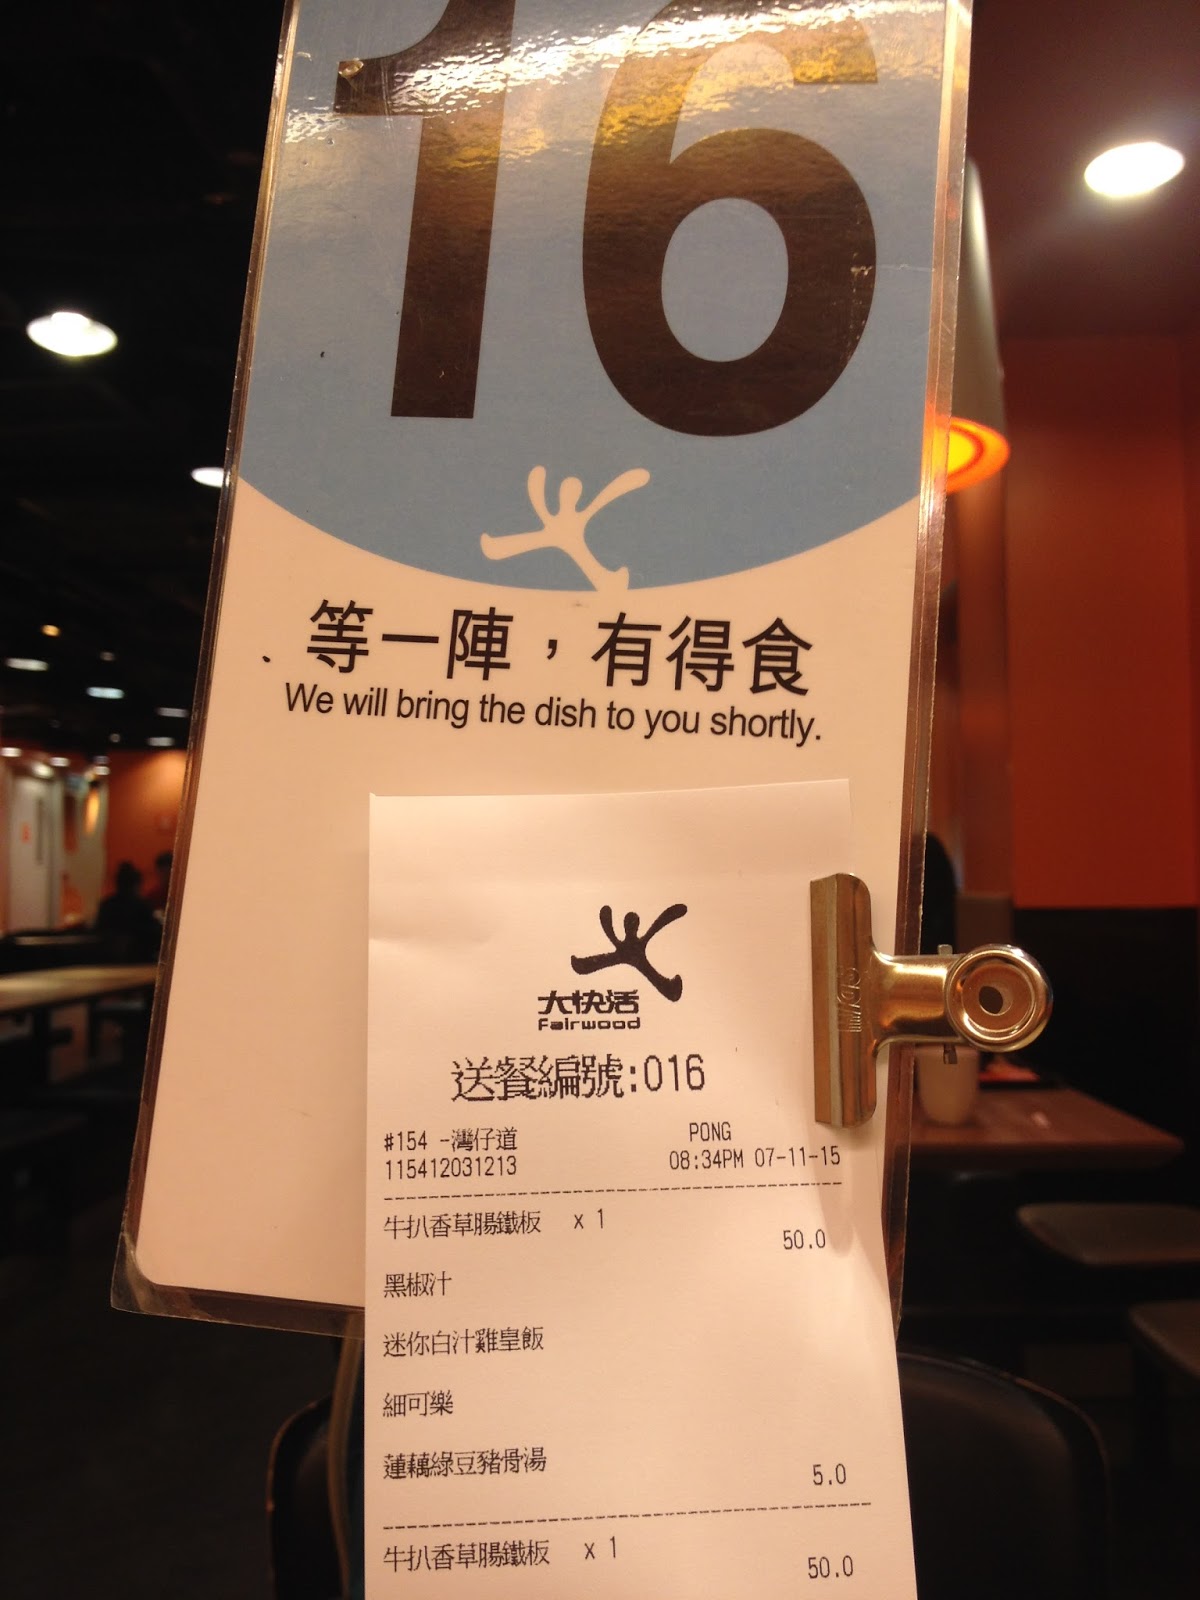 16
等一陣，有得食
We will bring the dish to you shortly.
大快活
Fairwood
送餐編號:016
#154 -灣仔道 PONG
115412031213 08:34PM 07-11-15
牛扒香草腸鐵板 x 1
50.0
黑椒汁
迷你白汁雞皇飯
細可樂
蓮藕綠豆豬骨湯
5.0
牛扒香草腸鐵板 x 1
50.0